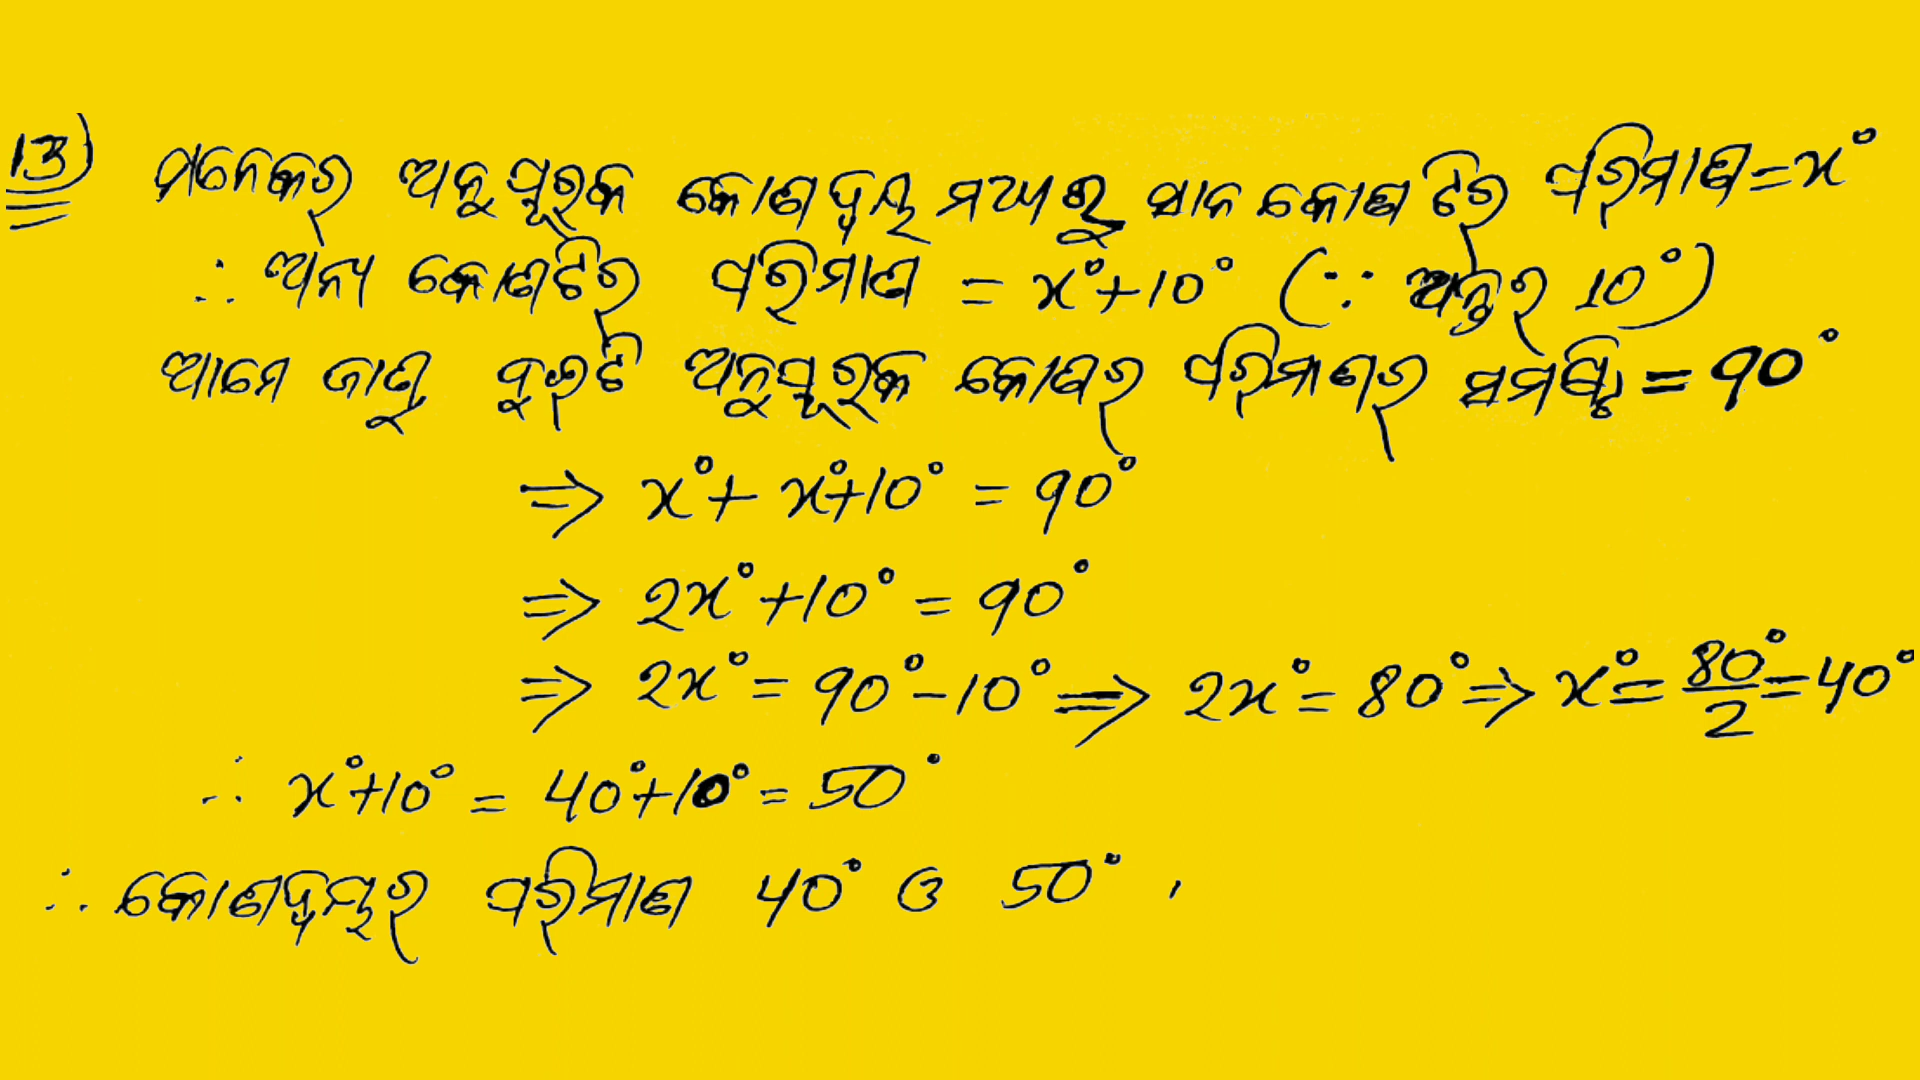 13) ମନେକର ଅନୁପୂରକ କୋଣଦ୍ୱୟ ମଧ୍ୟରୁ ସାନ କୋଣଟିର ପରିମାଣ = x°
∴ ଅନ୍ୟ କୋଣଟିର ପରିମାଣ = x°+10° (∵ ଅନ୍ତର 10°)
ଆମେ ଜାଣୁ ଦୁଇଟି ଅନୁପୂରକ କୋଣର ପରିମାଣର ସମଷ୍ଟି = 90°
⇒ x°+ x°+10° = 90°
⇒ 2x°+10° = 90°
⇒ 2x° = 90°-10° ⇒ 2x° = 80° ⇒ x° = 80°/2 = 40°
∴ x°+10° = 40°+10° = 50°
∴ କୋଣଦ୍ୱୟର ପରିମାଣ 40° ଓ 50° ।